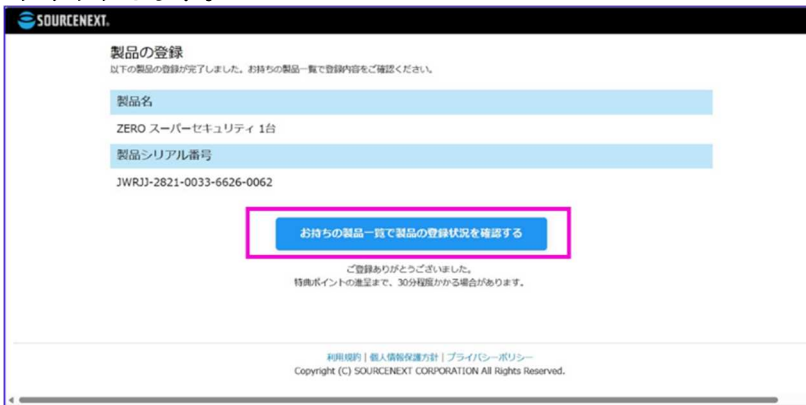 SOURCENEXT.
製品の登録
以下の製品の登録が完了しました。お持ちの製品一覧で登録内容をご確認ください。
製品名
ZERO スーパーセキュリティ 1台
製品シリアル番号
JWRJJ-2821-0033-6626-0062
お持ちの製品一覧で製品の登録状況を確認する
ご登録ありがとうございました。
特典ポイントの進呈まで、30分程度かかる場合があります。
利用規約 | 個人情報保護方針 | プライバシーポリシー
Copyright (C) SOURCENEXT CORPORATION All Rights Reserved.